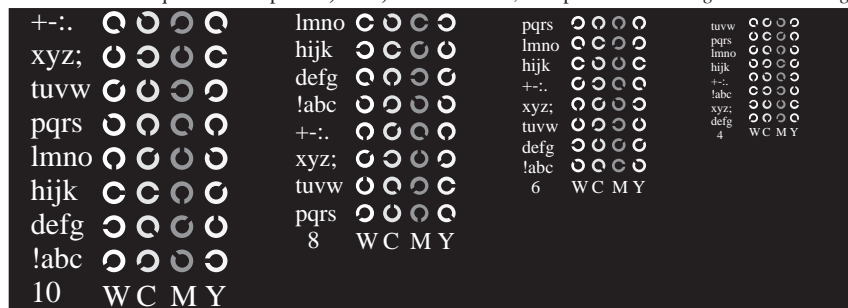 +-:.
xyz;
tuvw
pqrs
lmno
hijk
defg
!abc
10 W C M Y
lmno
hijk
defg
!abc
+-:.
xyz;
tuvw
pqrs
8 W C M Y
pqrs
lmno
hijk
+-:.
xyz;
tuvw
defg
!abc
6 W C M Y
tuvw
pqrs
lmno
hijk
+-:.
!abc
xyz;
defg
4 W C M Y